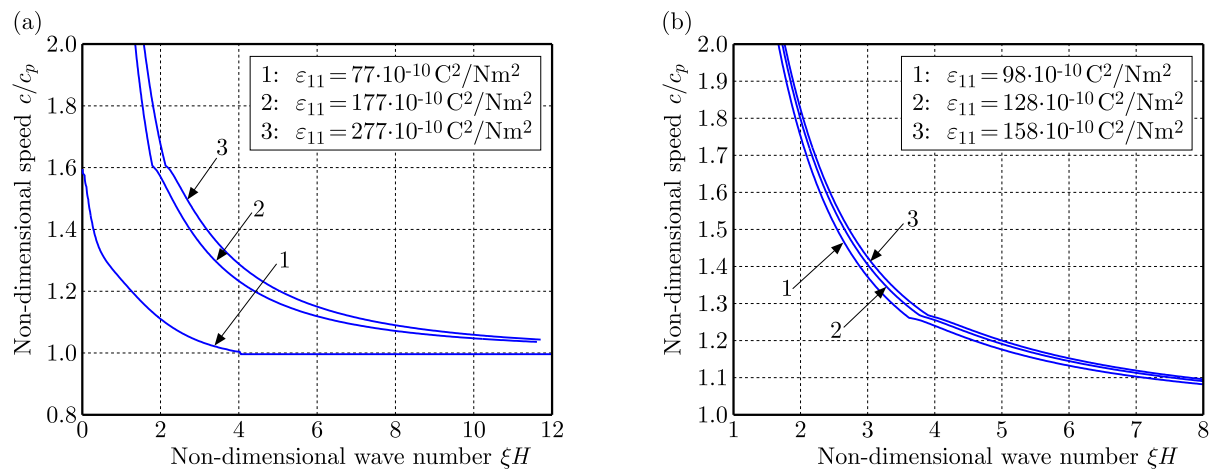 (a)
2.0
1.8
1.6
1.4
1.2
1.0
0.8
Non-dimensional speed c/cₚ
1: ε₁₁ = 77·10⁻¹⁰ C²/Nm²
2: ε₁₁ = 177·10⁻¹⁰ C²/Nm²
3: ε₁₁ = 277·10⁻¹⁰ C²/Nm²
3
2
1
0 2 4 6 8 10 12
Non-dimensional wave number ξH
(b)
2.0
1.9
1.8
1.7
1.6
1.5
1.4
1.3
1.2
1.1
1.0
Non-dimensional speed c/cₚ
1: ε₁₁ = 98·10⁻¹⁰ C²/Nm²
2: ε₁₁ = 128·10⁻¹⁰ C²/Nm²
3: ε₁₁ = 158·10⁻¹⁰ C²/Nm²
3
1
2
1 2 3 4 5 6 7 8
Non-dimensional wave number ξH